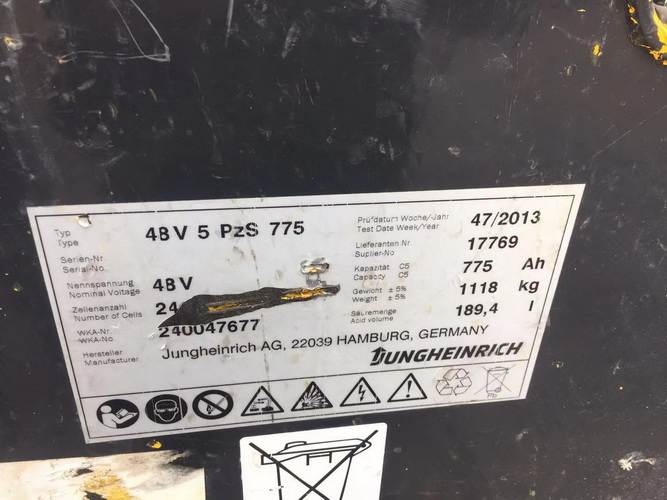 Typ
Type
48 V 5 PzS 775
Serien-Nr
Serial-No
Nennspannung
Nominal Voltage
48 V
Zellenanzahl
Number of Cells
24
WKA-Nr
WKA-No
240047677
Hersteller
Manufacturer
Jungheinrich AG, 22039 HAMBURG, GERMANY
Prüfdatum Woche/-Jahr
Test Date Week/Year
47/2013
Lieferanten Nr
Suplier-No
17769
Kapazität C5
Capacity C5
775 Ah
Gewicht ± 5%
Weight ± 5%
1118 kg
Säuremenge
Acid volume
189,4 l
JUNGHEINRICH
Pb